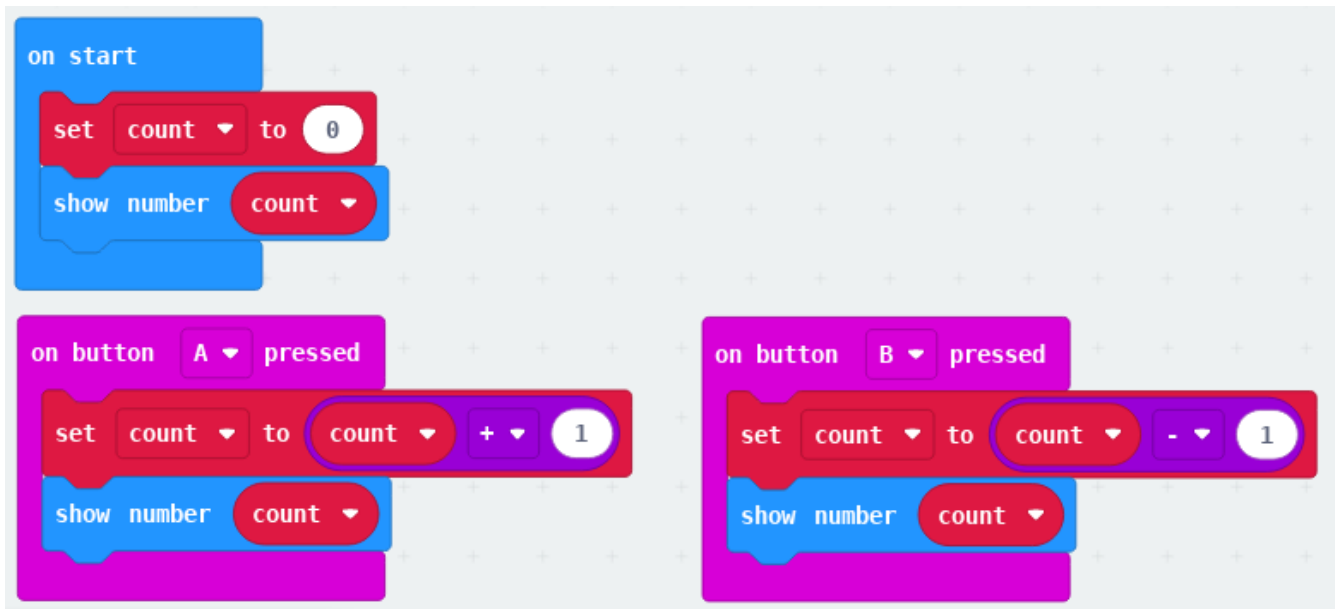 on start
set count to 0
show number count
on button A pressed
set count to count + 1
show number count
on button B pressed
set count to count - 1
show number count